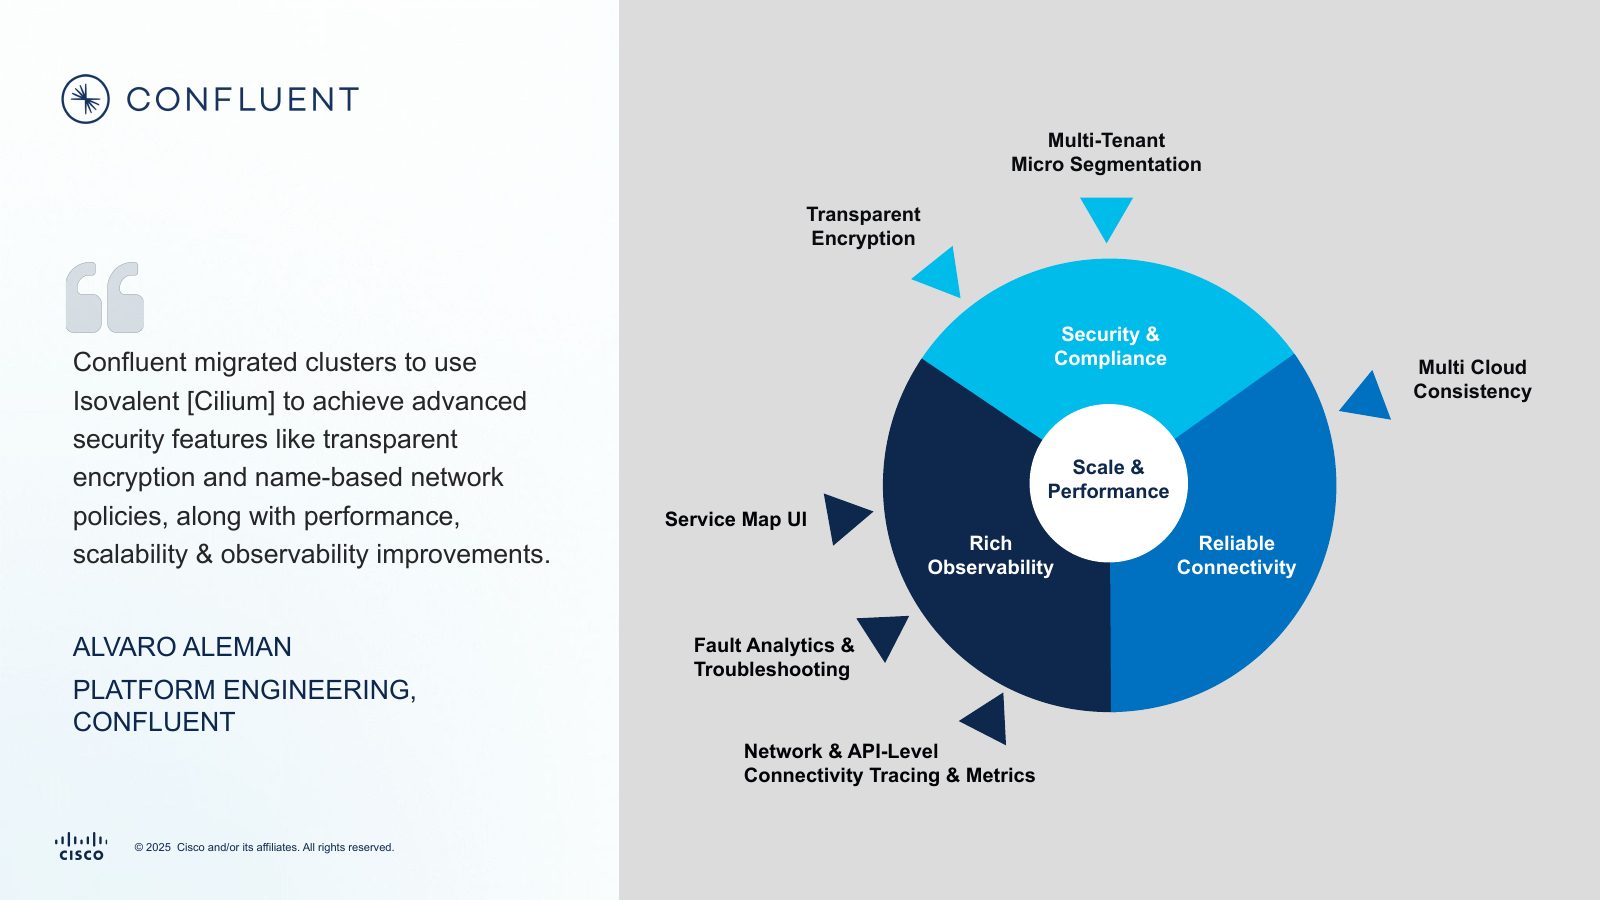 CONFLUENT
Confluent migrated clusters to use
Isovalent [Cilium] to achieve advanced
security features like transparent
encryption and name-based network
policies, along with performance,
scalability & observability improvements.
ALVARO ALEMAN
PLATFORM ENGINEERING,
CONFLUENT
CISCO
© 2025 Cisco and/or its affiliates. All rights reserved.
Multi-Tenant
Micro Segmentation
Transparent
Encryption
Security &
Compliance
Multi Cloud
Consistency
Scale &
Performance
Service Map UI
Rich
Observability
Reliable
Connectivity
Fault Analytics &
Troubleshooting
Network & API-Level
Connectivity Tracing & Metrics